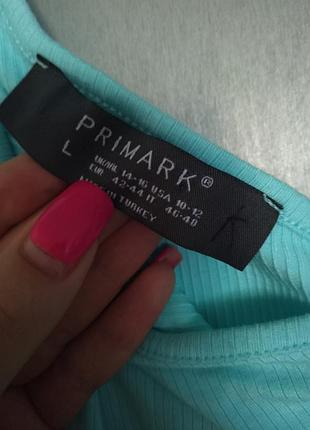 PRIMARK®
L
UK/IRL 14-16 USA 10-12
EUR 42-44 IT 46-48
MADE IN TURKEY